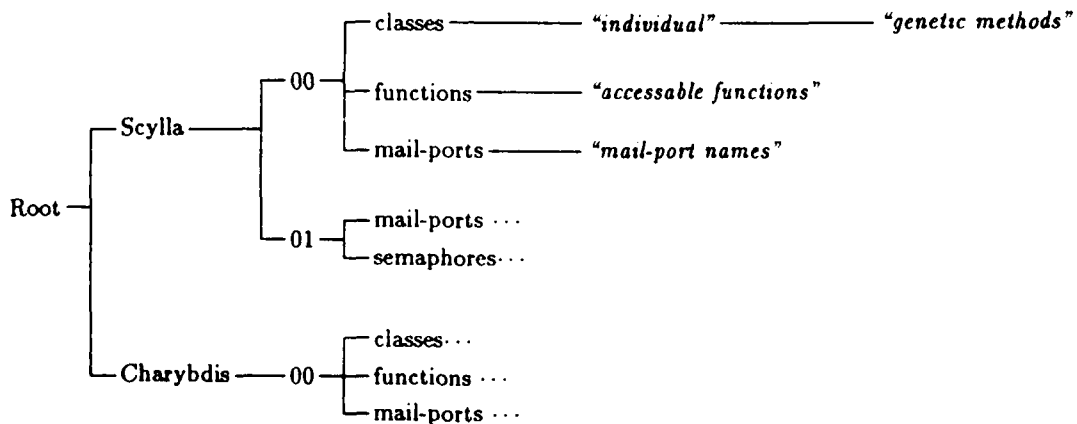 classes "individual" "genetic methods"
00
functions "accessable functions"
Scylla
mail-ports "mail-port names"
Root
mail-ports ...
01
semaphores...
classes...
Charybdis 00 functions ...
mail-ports ...